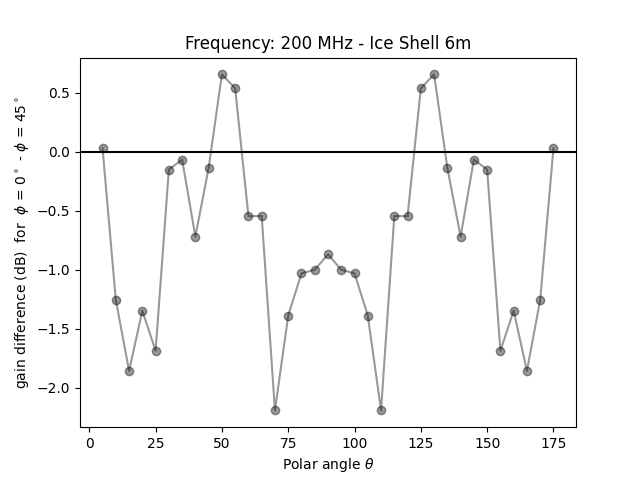 Frequency: 200 MHz - Ice Shell 6m
gain difference (dB) for ϕ = 0° - ϕ = 45°
0.5
0.0
−0.5
−1.0
−1.5
−2.0
0 25 50 75 100 125 150 175
Polar angle θ